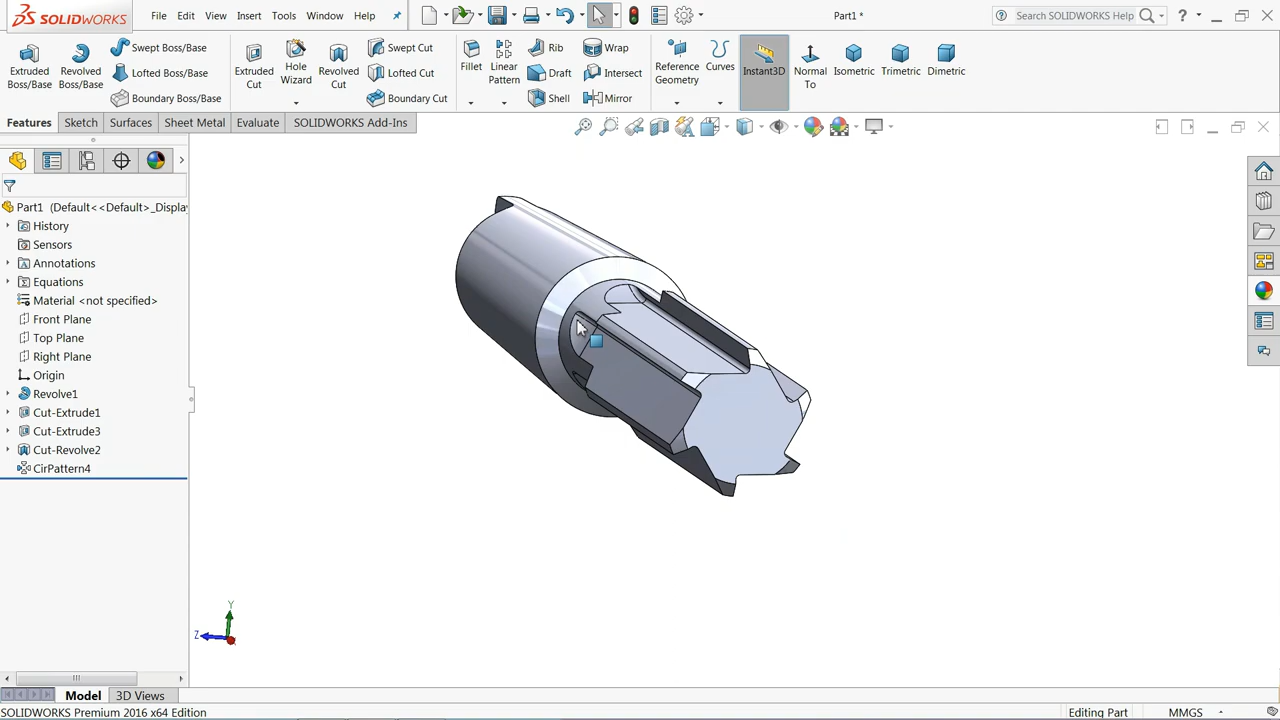 SOLIDWORKS File Edit View Insert Tools Window Help Part1 * Search SOLIDWORKS Help
Extruded Boss/Base
Revolved Boss/Base
Swept Boss/Base
Lofted Boss/Base
Boundary Boss/Base
Extruded Cut
Hole Wizard
Revolved Cut
Swept Cut
Lofted Cut
Boundary Cut
Fillet
Linear Pattern
Rib
Draft
Shell
Wrap
Intersect
Mirror
Reference Geometry
Curves
Instant3D
Normal To
Isometric
Trimetric
Dimetric
Features Sketch Surfaces Sheet Metal Evaluate SOLIDWORKS Add-Ins
Part1 (Default<<Default>_Display
History
Sensors
Annotations
Equations
Material <not specified>
Front Plane
Top Plane
Right Plane
Origin
Revolve1
Cut-Extrude1
Cut-Extrude3
Cut-Revolve2
CirPattern4
Y
Z
Model 3D Views
SOLIDWORKS Premium 2016 x64 Edition Editing Part MMGS